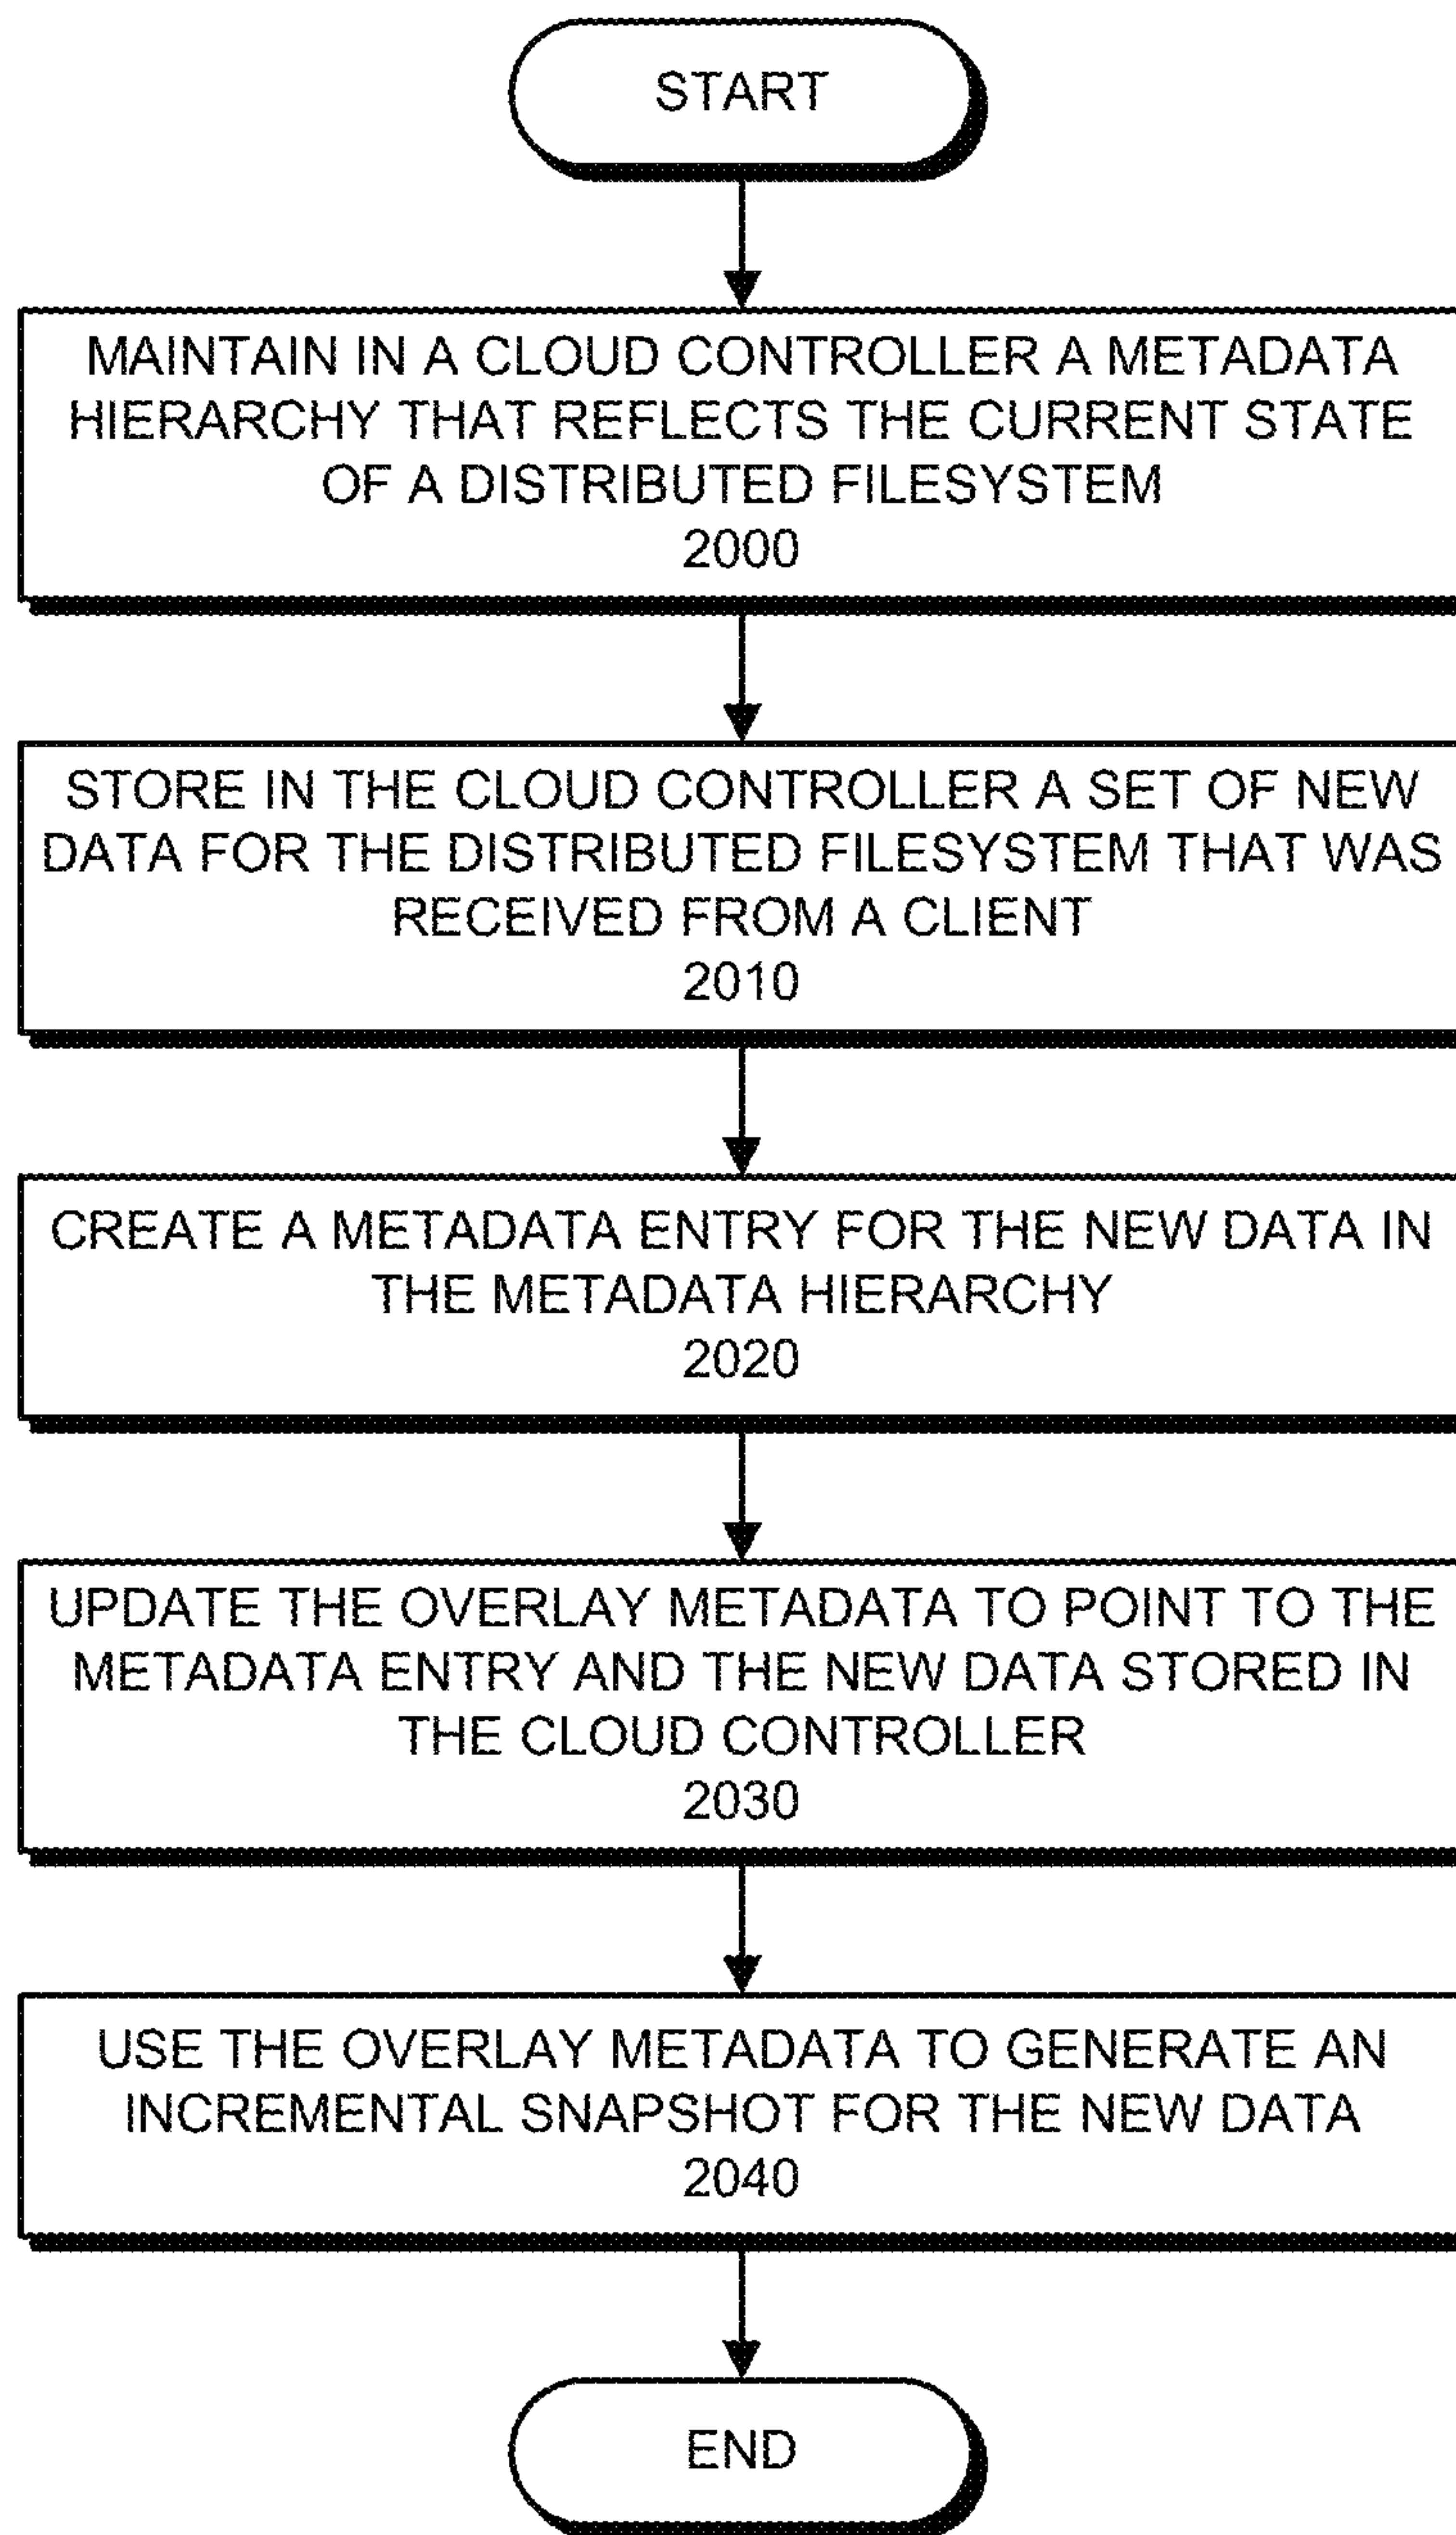 START
MAINTAIN IN A CLOUD CONTROLLER A METADATA
HIERARCHY THAT REFLECTS THE CURRENT STATE
OF A DISTRIBUTED FILESYSTEM
2000
STORE IN THE CLOUD CONTROLLER A SET OF NEW
DATA FOR THE DISTRIBUTED FILESYSTEM THAT WAS
RECEIVED FROM A CLIENT
2010
CREATE A METADATA ENTRY FOR THE NEW DATA IN
THE METADATA HIERARCHY
2020
UPDATE THE OVERLAY METADATA TO POINT TO THE
METADATA ENTRY AND THE NEW DATA STORED IN
THE CLOUD CONTROLLER
2030
USE THE OVERLAY METADATA TO GENERATE AN
INCREMENTAL SNAPSHOT FOR THE NEW DATA
2040
END